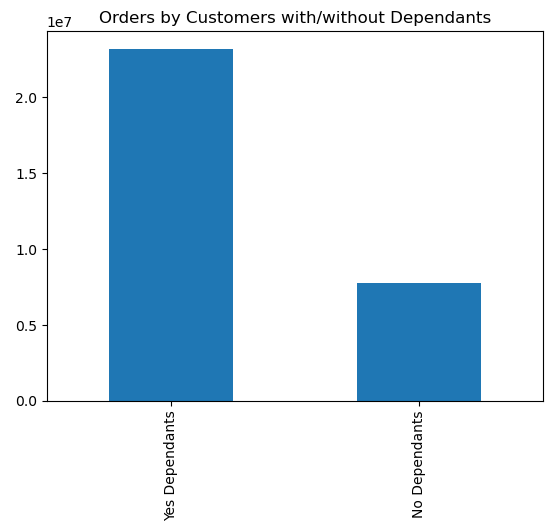 Orders by Customers with/without Dependants
1e7
2.0
1.5
1.0
0.5
0.0
Yes Dependants
No Dependants